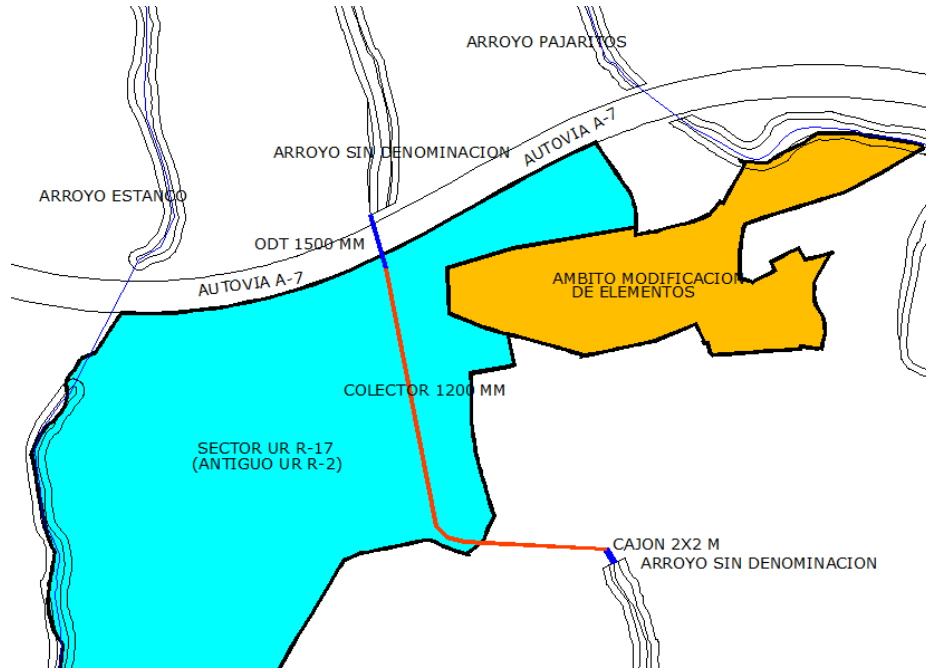 ARROYO PAJARITOS
ARROYO SIN DENOMINACION
AUTOVIA A-7
ARROYO ESTANCO
ODT 1500 MM
AUTOVIA A-7
AMBITO MODIFICACION
DE ELEMENTOS
COLECTOR 1200 MM
SECTOR UR R-17
(ANTIGUO UR R-2)
CAJON 2X2 M
ARROYO SIN DENOMINACION